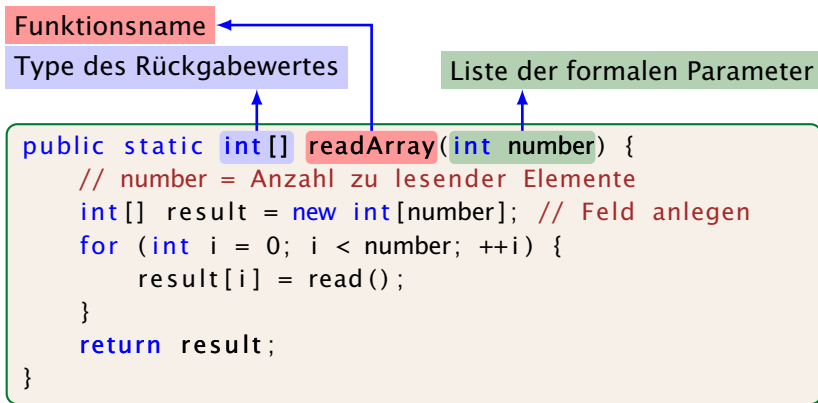 Funktionsname
Type des Rückgabewertes
Liste der formalen Parameter
public static int[] readArray(int number) {
// number = Anzahl zu lesender Elemente
int[] result = new int[number]; // Feld anlegen
for (int i = 0; i < number; ++i) {
result[i] = read();
}
return result;
}